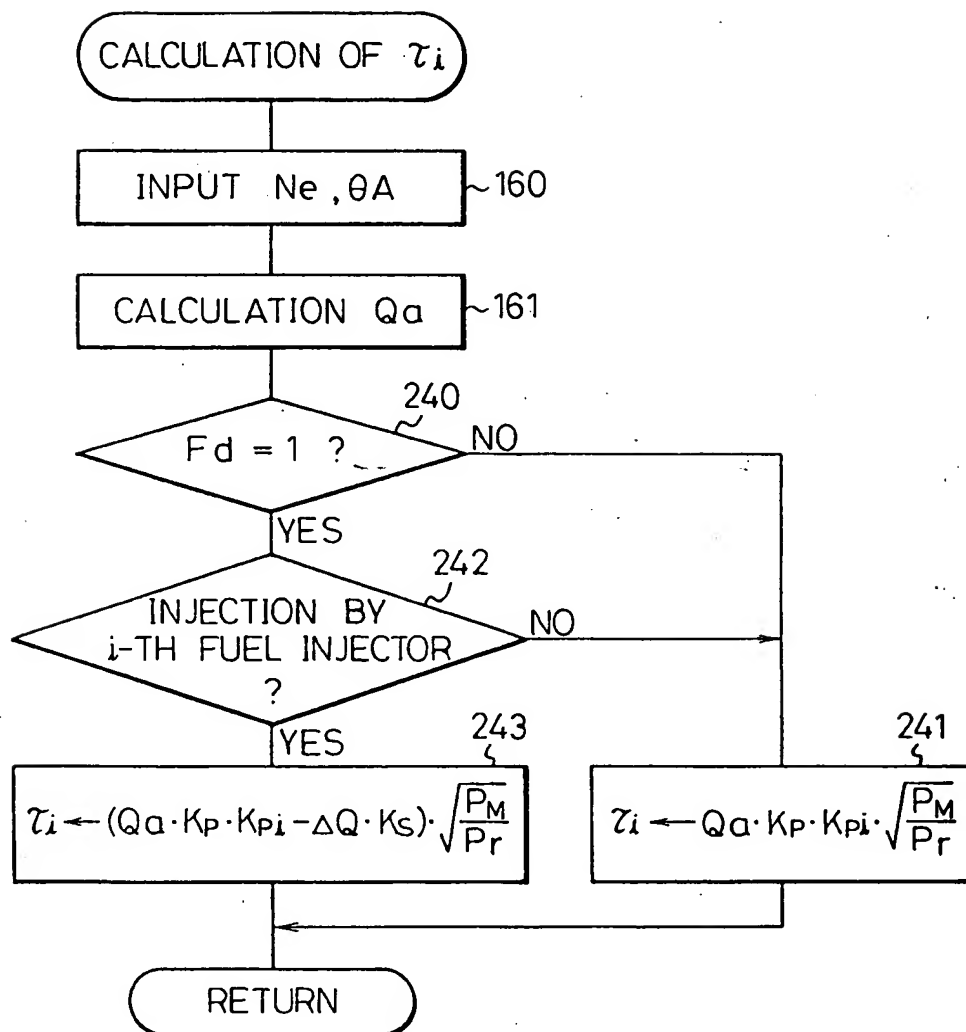 CALCULATION OF τi
INPUT Ne, θA
160
CALCULATION Qa
161
240
Fd = 1 ?
NO
YES
242
INJECTION BY
i-TH FUEL INJECTOR
?
NO
YES
243
τi ← (Qa·KP·KPi−ΔQ·KS)·√(PM/Pr)
241
τi ← Qa·KP·KPi·√(PM/Pr)
RETURN